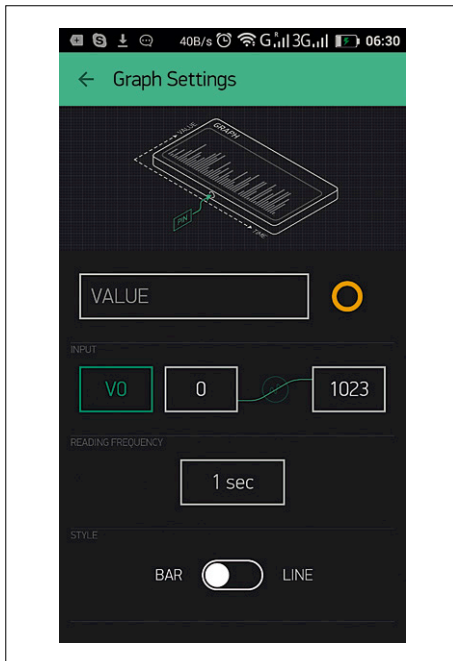 40B/s G R 3G 06:30
Graph Settings
VALUE
GRAPH
PIN
TIME
VALUE
INPUT
V0 0 1023
READING FREQUENCY
1 sec
STYLE
BAR LINE